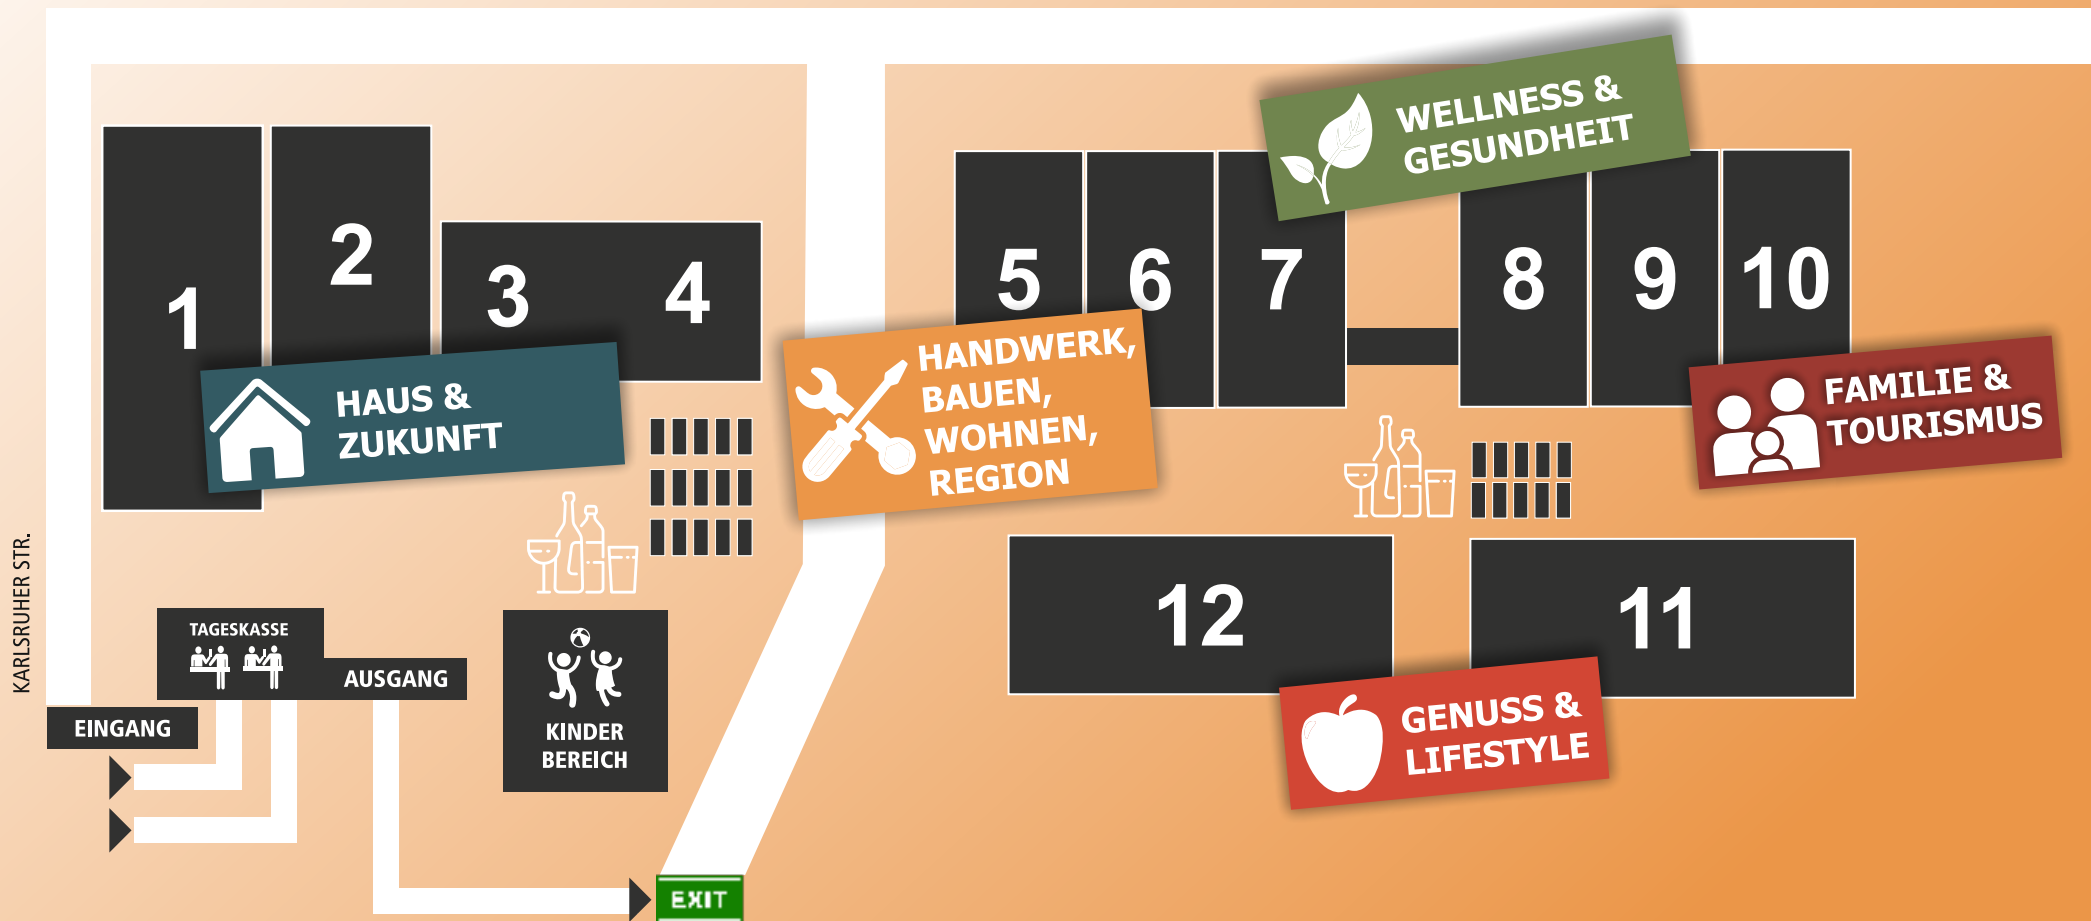 WELLNESS &
GESUNDHEIT
1
2
3
4
5
6
7
8
9
10
HAUS &
ZUKUNFT
HANDWERK,
BAUEN,
WOHNEN,
REGION
FAMILIE &
TOURISMUS
KARLSRUHER STR.
12
11
TAGESKASSE
AUSGANG
EINGANG
KINDER
BEREICH
GENUSS &
LIFESTYLE
EXIT